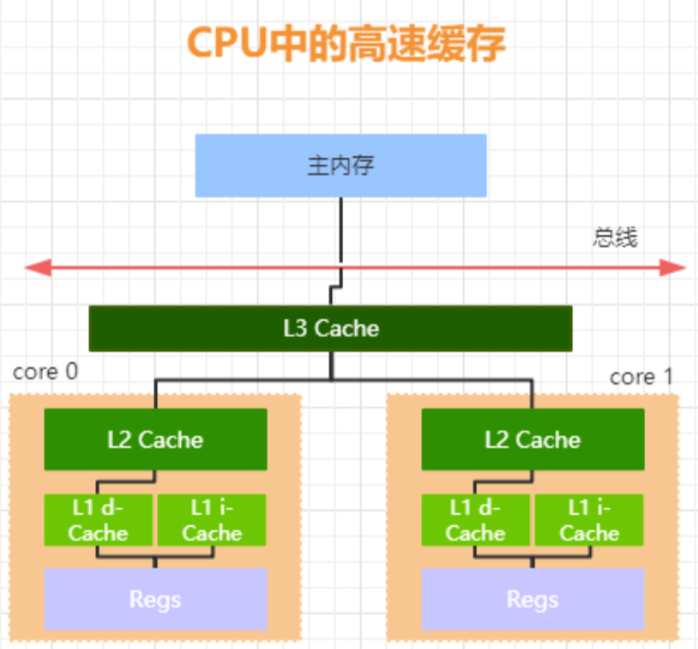 CPU中的高速缓存
主内存
总线
L3 Cache
core 0
core 1
L2 Cache
L2 Cache
L1 d-
Cache
L1 i-
Cache
L1 d-
Cache
L1 i-
Cache
Regs
Regs